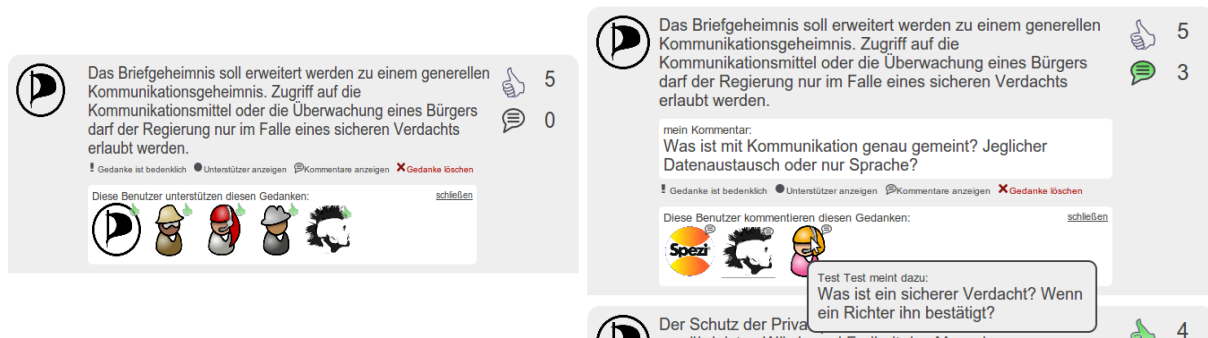 Das Briefgeheimnis soll erweitert werden zu einem generellen
Kommunikationsgeheimnis. Zugriff auf die
Kommunikationsmittel oder die Überwachung eines Bürgers
darf der Regierung nur im Falle eines sicheren Verdachts
erlaubt werden.
5
0
Gedanke ist bedenklich Unterstützer anzeigen Kommentare anzeigen Gedanke löschen
Diese Benutzer unterstützen diesen Gedanken: schließen
Das Briefgeheimnis soll erweitert werden zu einem generellen
Kommunikationsgeheimnis. Zugriff auf die
Kommunikationsmittel oder die Überwachung eines Bürgers
darf der Regierung nur im Falle eines sicheren Verdachts
erlaubt werden.
5
3
mein Kommentar:
Was ist mit Kommunikation genau gemeint? Jeglicher
Datenaustausch oder nur Sprache?
Gedanke ist bedenklich Unterstützer anzeigen Kommentare anzeigen Gedanke löschen
Diese Benutzer kommentieren diesen Gedanken: schließen
Spezi
Test Test meint dazu:
Was ist ein sicherer Verdacht? Wenn
ein Richter ihn bestätigt?
Der Schutz der Priva
4